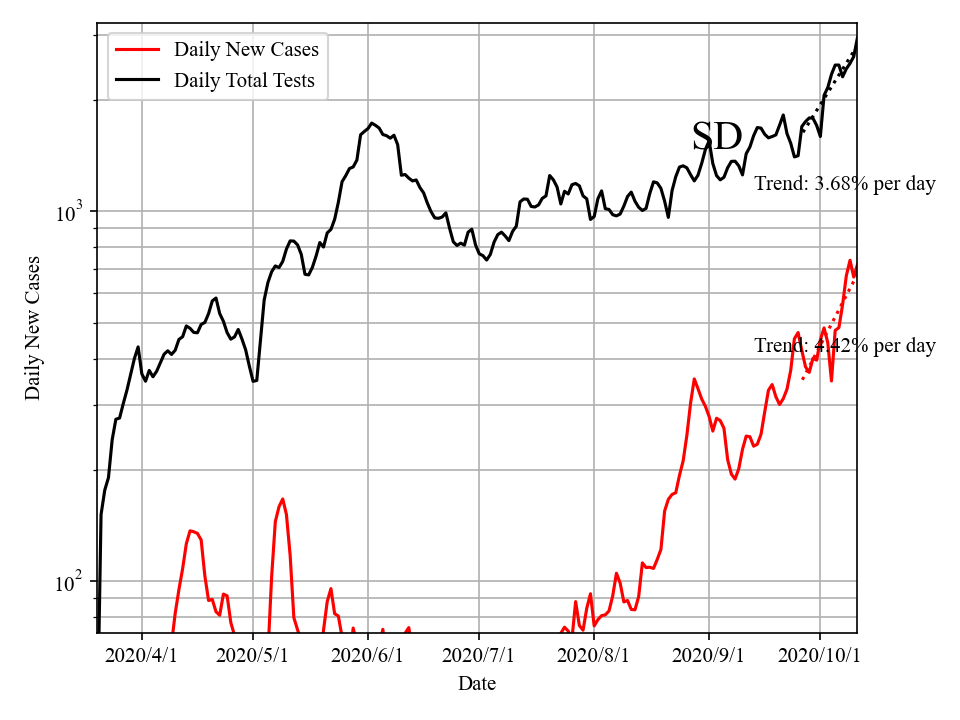 Daily New Cases
Daily Total Tests
SD
Trend: 3.68% per day
Trend: 4.42% per day
10³
10²
Daily New Cases
2020/4/1 2020/5/1 2020/6/1 2020/7/1 2020/8/1 2020/9/1 2020/10/1
Date